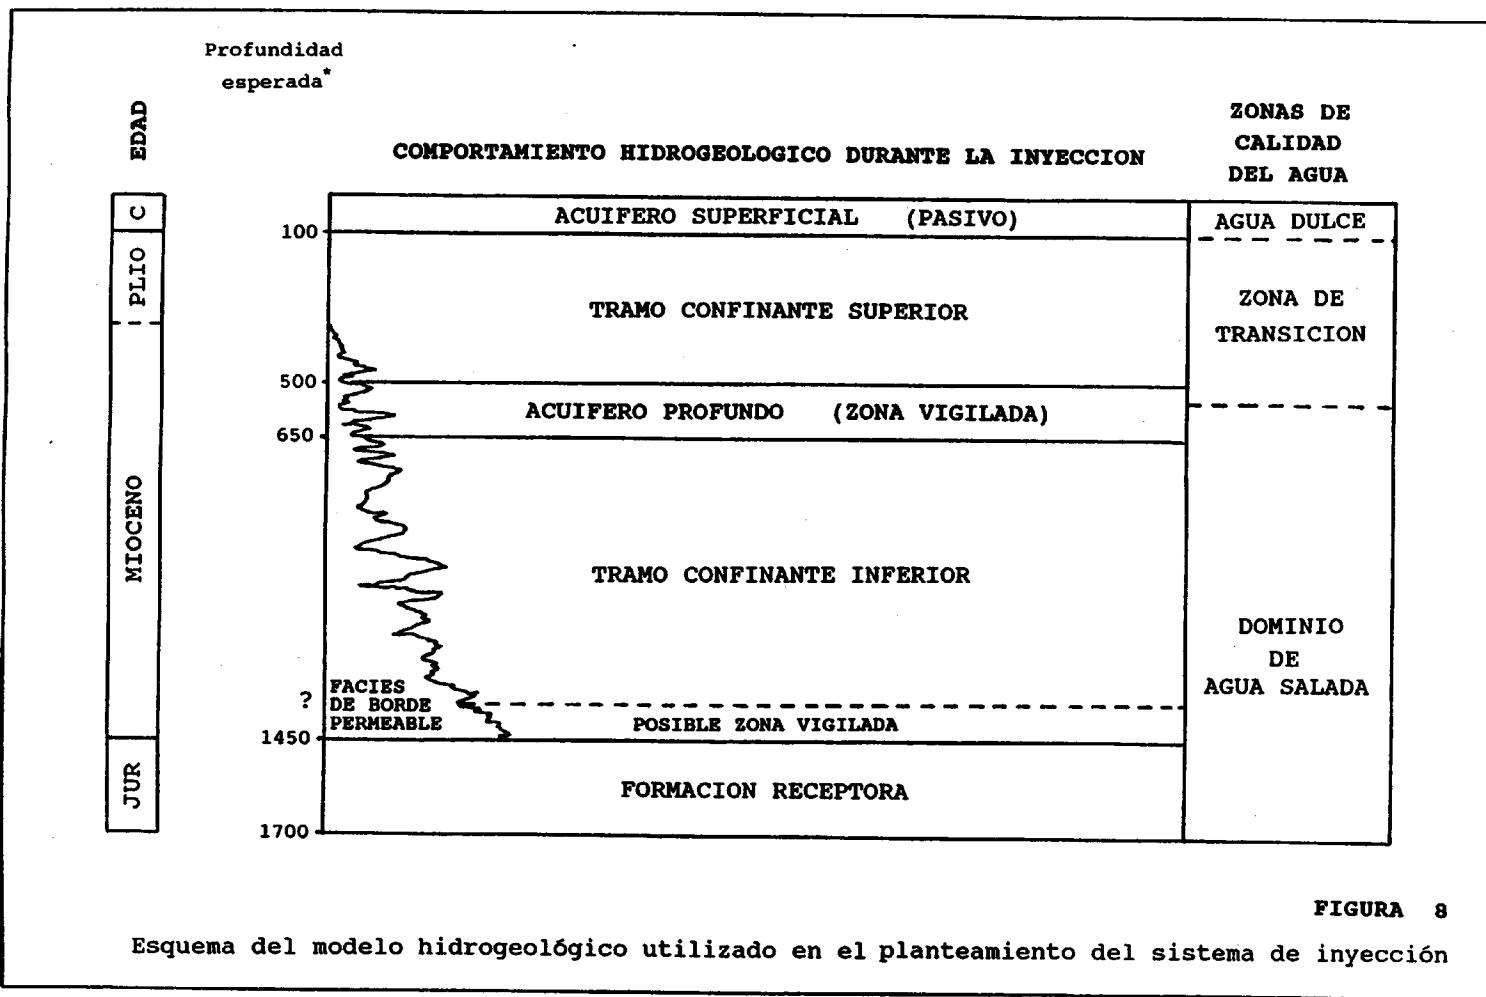 Profundidad
esperada*
EDAD
COMPORTAMIENTO HIDROGEOLOGICO DURANTE LA INYECCION
ZONAS DE
CALIDAD
DEL AGUA
C
ACUIFERO SUPERFICIAL (PASIVO)
AGUA DULCE
100
PLIO
TRAMO CONFINANTE SUPERIOR
ZONA DE
TRANSICION
500
ACUIFERO PROFUNDO (ZONA VIGILADA)
650
MIOCENO
TRAMO CONFINANTE INFERIOR
DOMINIO
DE
AGUA SALADA
?
FACIES
DE BORDE
PERMEABLE
POSIBLE ZONA VIGILADA
1450
JUR
FORMACION RECEPTORA
1700
FIGURA 8
Esquema del modelo hidrogeológico utilizado en el planteamiento del sistema de inyección